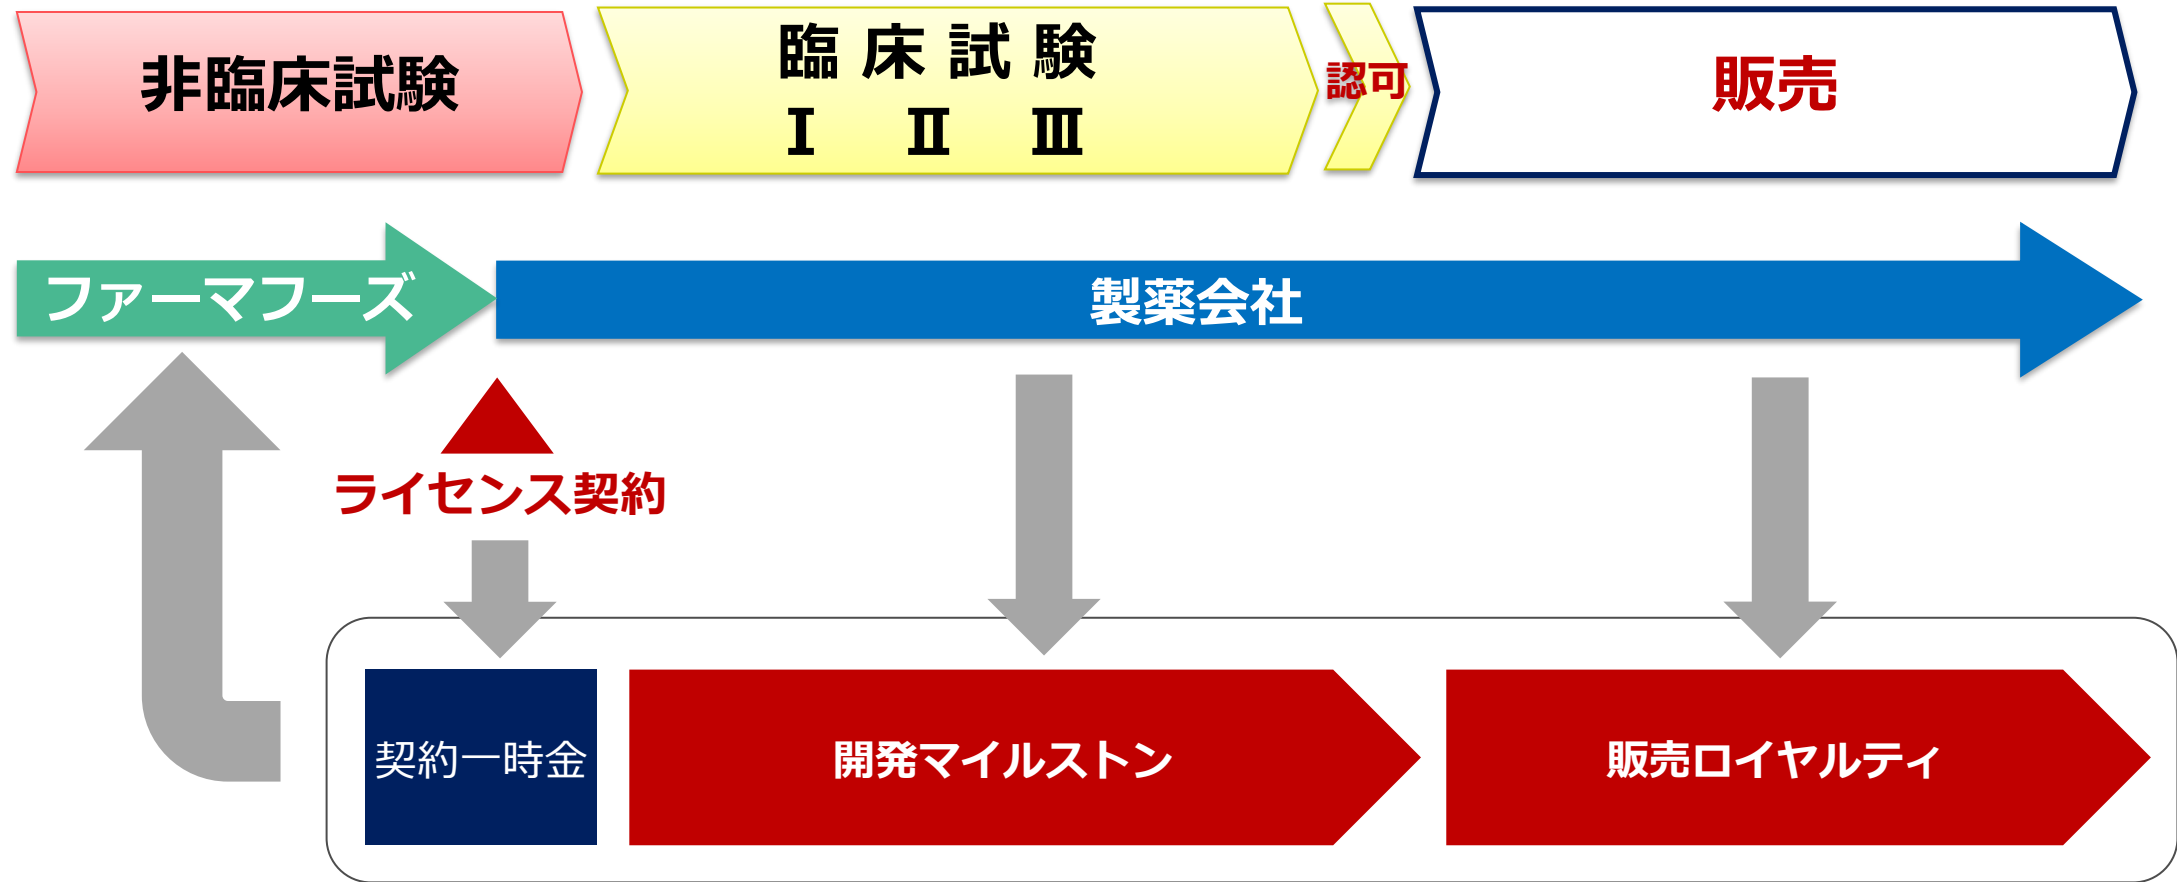 非臨床試験
臨床試験
Ⅰ Ⅱ Ⅲ
認可
販売
ファーマフーズ
製薬会社
ライセンス契約
契約一時金
開発マイルストン
販売ロイヤルティ